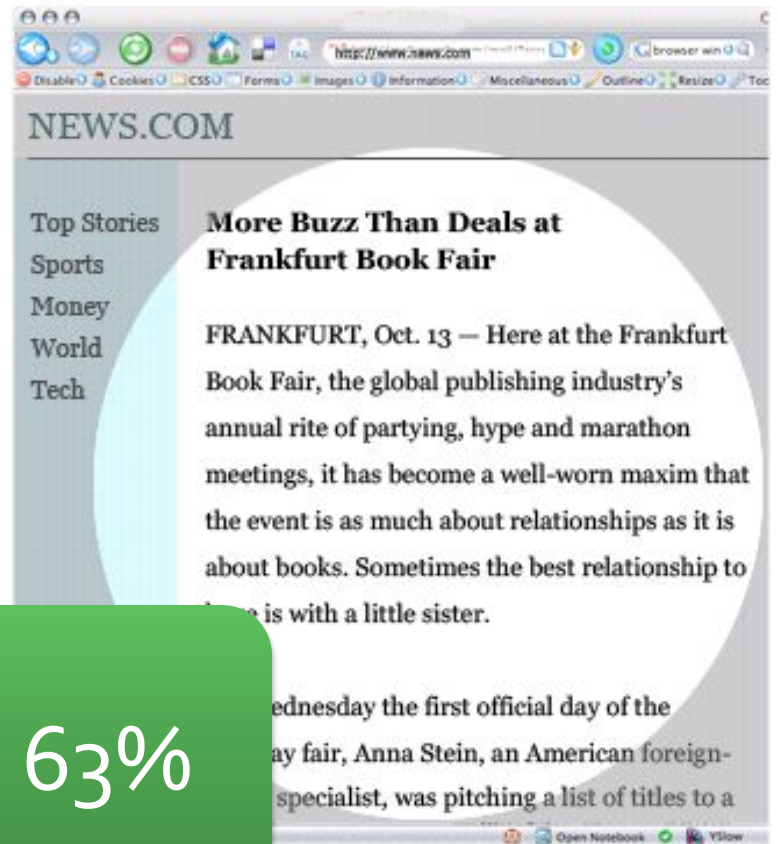 http://www.news.com
browser win
Disable Cookies CSS Forms Images Information Miscellaneous Outline Resize
NEWS.COM
Top Stories
Sports
Money
World
Tech
More Buzz Than Deals at
Frankfurt Book Fair
FRANKFURT, Oct. 13 — Here at the Frankfurt
Book Fair, the global publishing industry’s
annual rite of partying, hype and marathon
meetings, it has become a well-worn maxim that
the event is as much about relationships as it is
about books. Sometimes the best relationship to
is with a little sister.
ednesday the first official day of the
ay fair, Anna Stein, an American foreign-
specialist, was pitching a list of titles to a
63%
Open Notebook YSlow